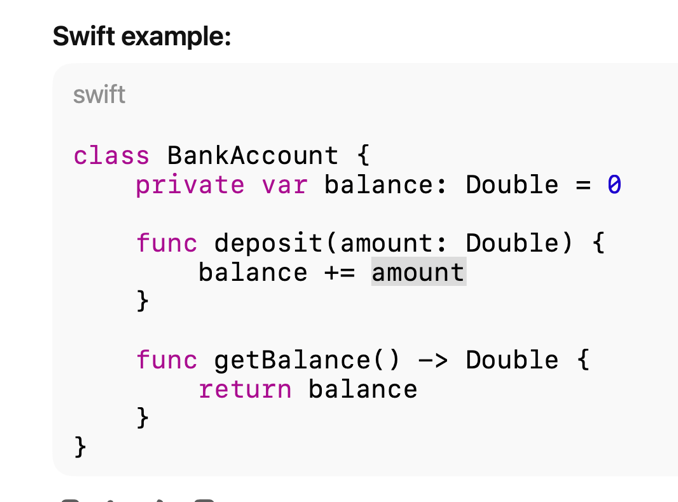 Swift example:
swift
class BankAccount {
    private var balance: Double = 0
    func deposit(amount: Double) {
        balance += amount
    }
    func getBalance() -> Double {
        return balance
    }
}